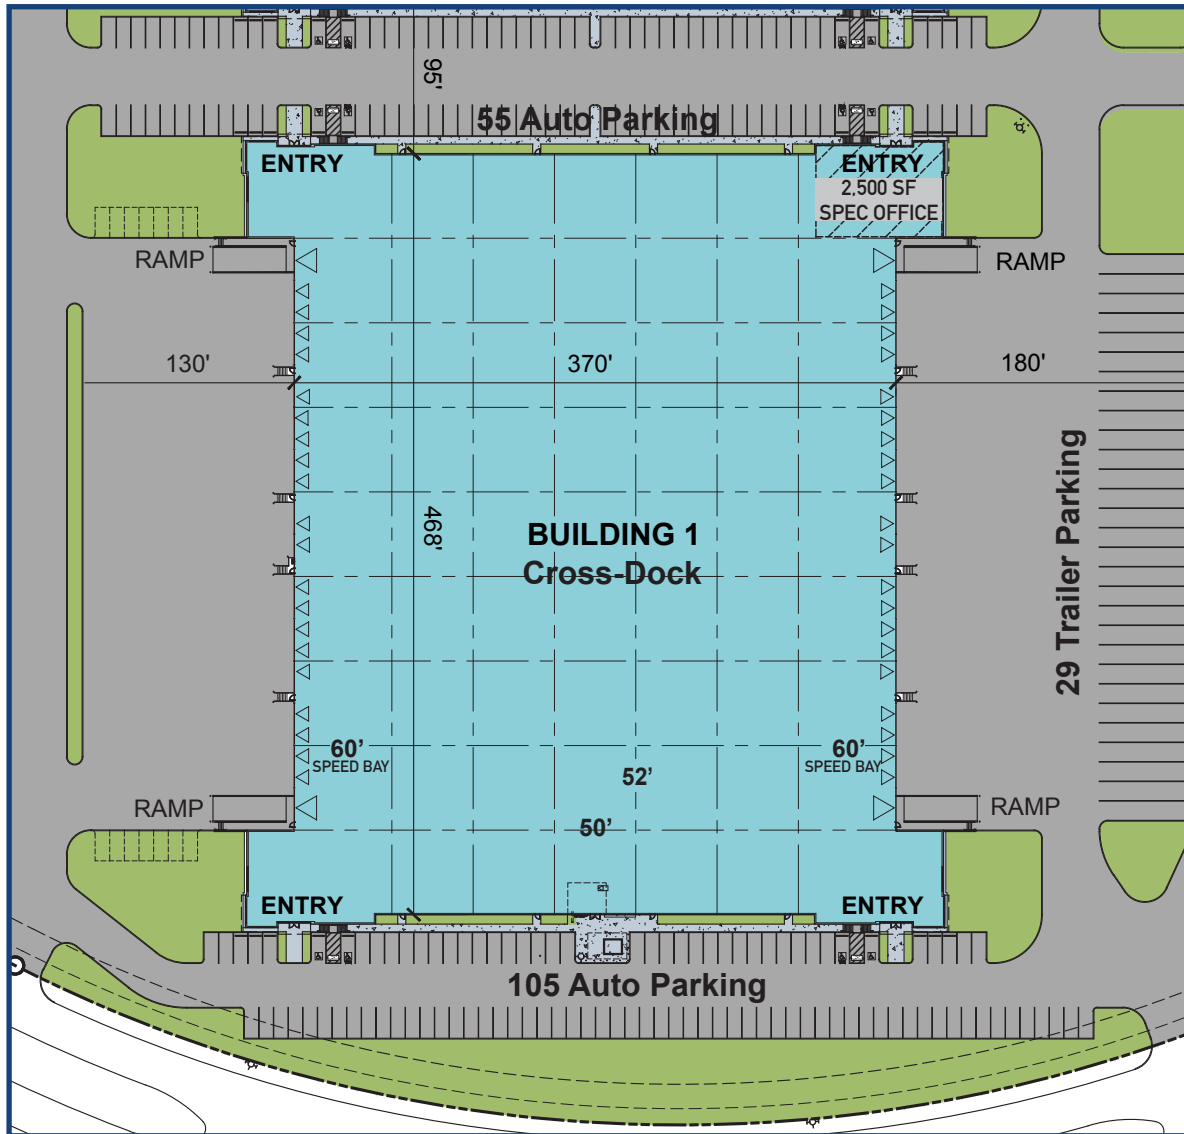 95'
55 Auto Parking
ENTRY
ENTRY
2,500 SF
SPEC OFFICE
RAMP
RAMP
130'
370'
180'
468'
BUILDING 1
Cross-Dock
29 Trailer Parking
60'
SPEED BAY
60'
SPEED BAY
52'
RAMP
RAMP
50'
ENTRY
ENTRY
105 Auto Parking